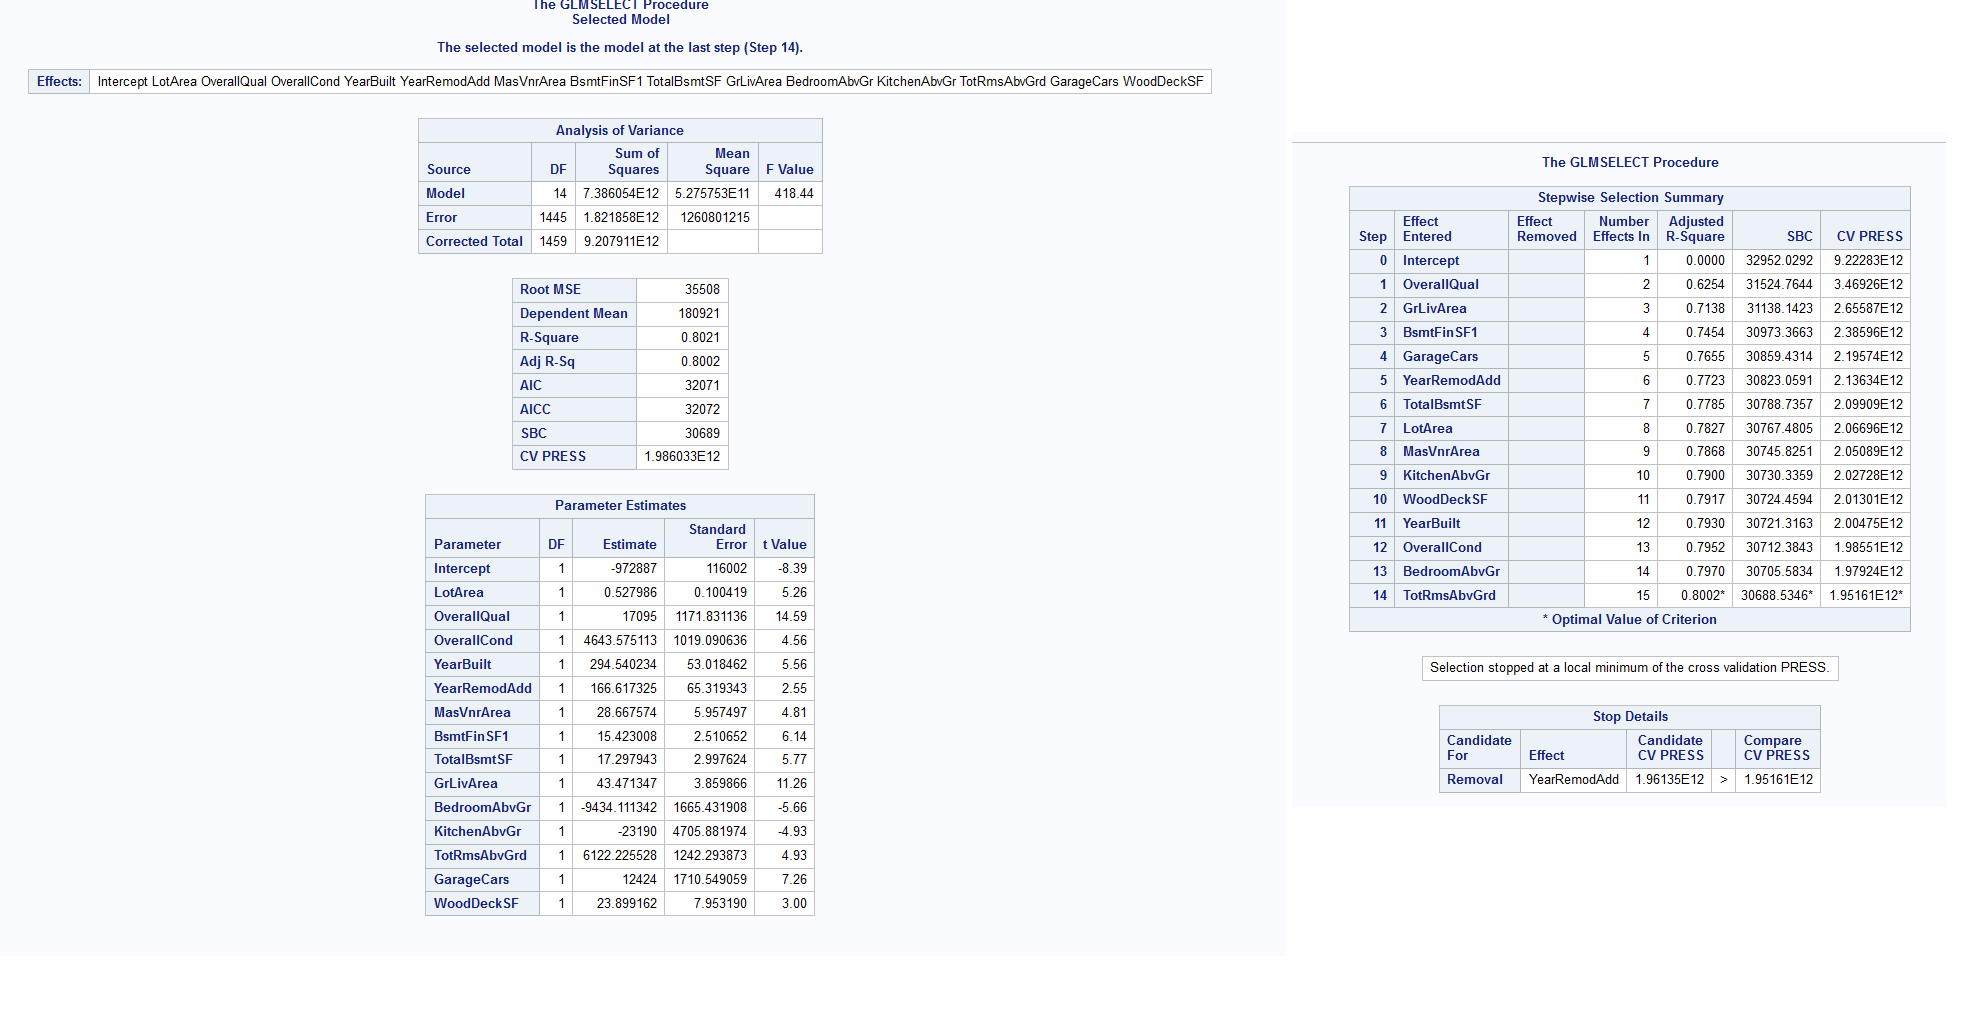 The GLMSELECT Procedure
Selected Model
The selected model is the model at the last step (Step 14).
Effects: Intercept LotArea OverallQual OverallCond YearBuilt YearRemodAdd MasVnrArea BsmtFinSF1 TotalBsmtSF GrLivArea BedroomAbvGr KitchenAbvGr TotRmsAbvGrd GarageCars WoodDeckSF
Analysis of Variance
Source DF Sum of Squares Mean Square F Value
Model 14 7.386054E12 5.275753E11 418.44
Error 1445 1.821858E12 1260801215
Corrected Total 1459 9.207911E12
Root MSE 35508
Dependent Mean 180921
R-Square 0.8021
Adj R-Sq 0.8002
AIC 32071
AICC 32072
SBC 30689
CV PRESS 1.986033E12
Parameter Estimates
Parameter DF Estimate Standard Error t Value
Intercept 1 -972887 116002 -8.39
LotArea 1 0.527986 0.100419 5.26
OverallQual 1 17095 1171.831136 14.59
OverallCond 1 4643.575113 1019.090636 4.56
YearBuilt 1 294.540234 53.018462 5.56
YearRemodAdd 1 166.617325 65.319343 2.55
MasVnrArea 1 28.667574 5.957497 4.81
BsmtFinSF1 1 15.423008 2.510652 6.14
TotalBsmtSF 1 17.297943 2.997624 5.77
GrLivArea 1 43.471347 3.859866 11.26
BedroomAbvGr 1 -9434.111342 1665.431908 -5.66
KitchenAbvGr 1 -23190 4705.881974 -4.93
TotRmsAbvGrd 1 6122.225528 1242.293873 4.93
GarageCars 1 12424 1710.549059 7.26
WoodDeckSF 1 23.899162 7.953190 3.00
The GLMSELECT Procedure
Stepwise Selection Summary
Step Effect Entered Effect Removed Number Effects In Adjusted R-Square SBC CV PRESS
0 Intercept 1 0.0000 32952.0292 9.22283E12
1 OverallQual 2 0.6254 31524.7644 3.46926E12
2 GrLivArea 3 0.7138 31138.1423 2.65587E12
3 BsmtFinSF1 4 0.7454 30973.3663 2.38596E12
4 GarageCars 5 0.7655 30859.4314 2.19574E12
5 YearRemodAdd 6 0.7723 30823.0591 2.13634E12
6 TotalBsmtSF 7 0.7785 30788.7357 2.09909E12
7 LotArea 8 0.7827 30767.4805 2.06696E12
8 MasVnrArea 9 0.7868 30745.8251 2.05089E12
9 KitchenAbvGr 10 0.7900 30730.3359 2.02728E12
10 WoodDeckSF 11 0.7917 30724.4594 2.01301E12
11 YearBuilt 12 0.7930 30721.3163 2.00475E12
12 OverallCond 13 0.7952 30712.3843 1.98551E12
13 BedroomAbvGr 14 0.7970 30705.5834 1.97924E12
14 TotRmsAbvGrd 15 0.8002* 30688.5346* 1.95161E12*
* Optimal Value of Criterion
Selection stopped at a local minimum of the cross validation PRESS.
Stop Details
Candidate For Effect Candidate CV PRESS Compare CV PRESS
Removal YearRemodAdd 1.96135E12 > 1.95161E12